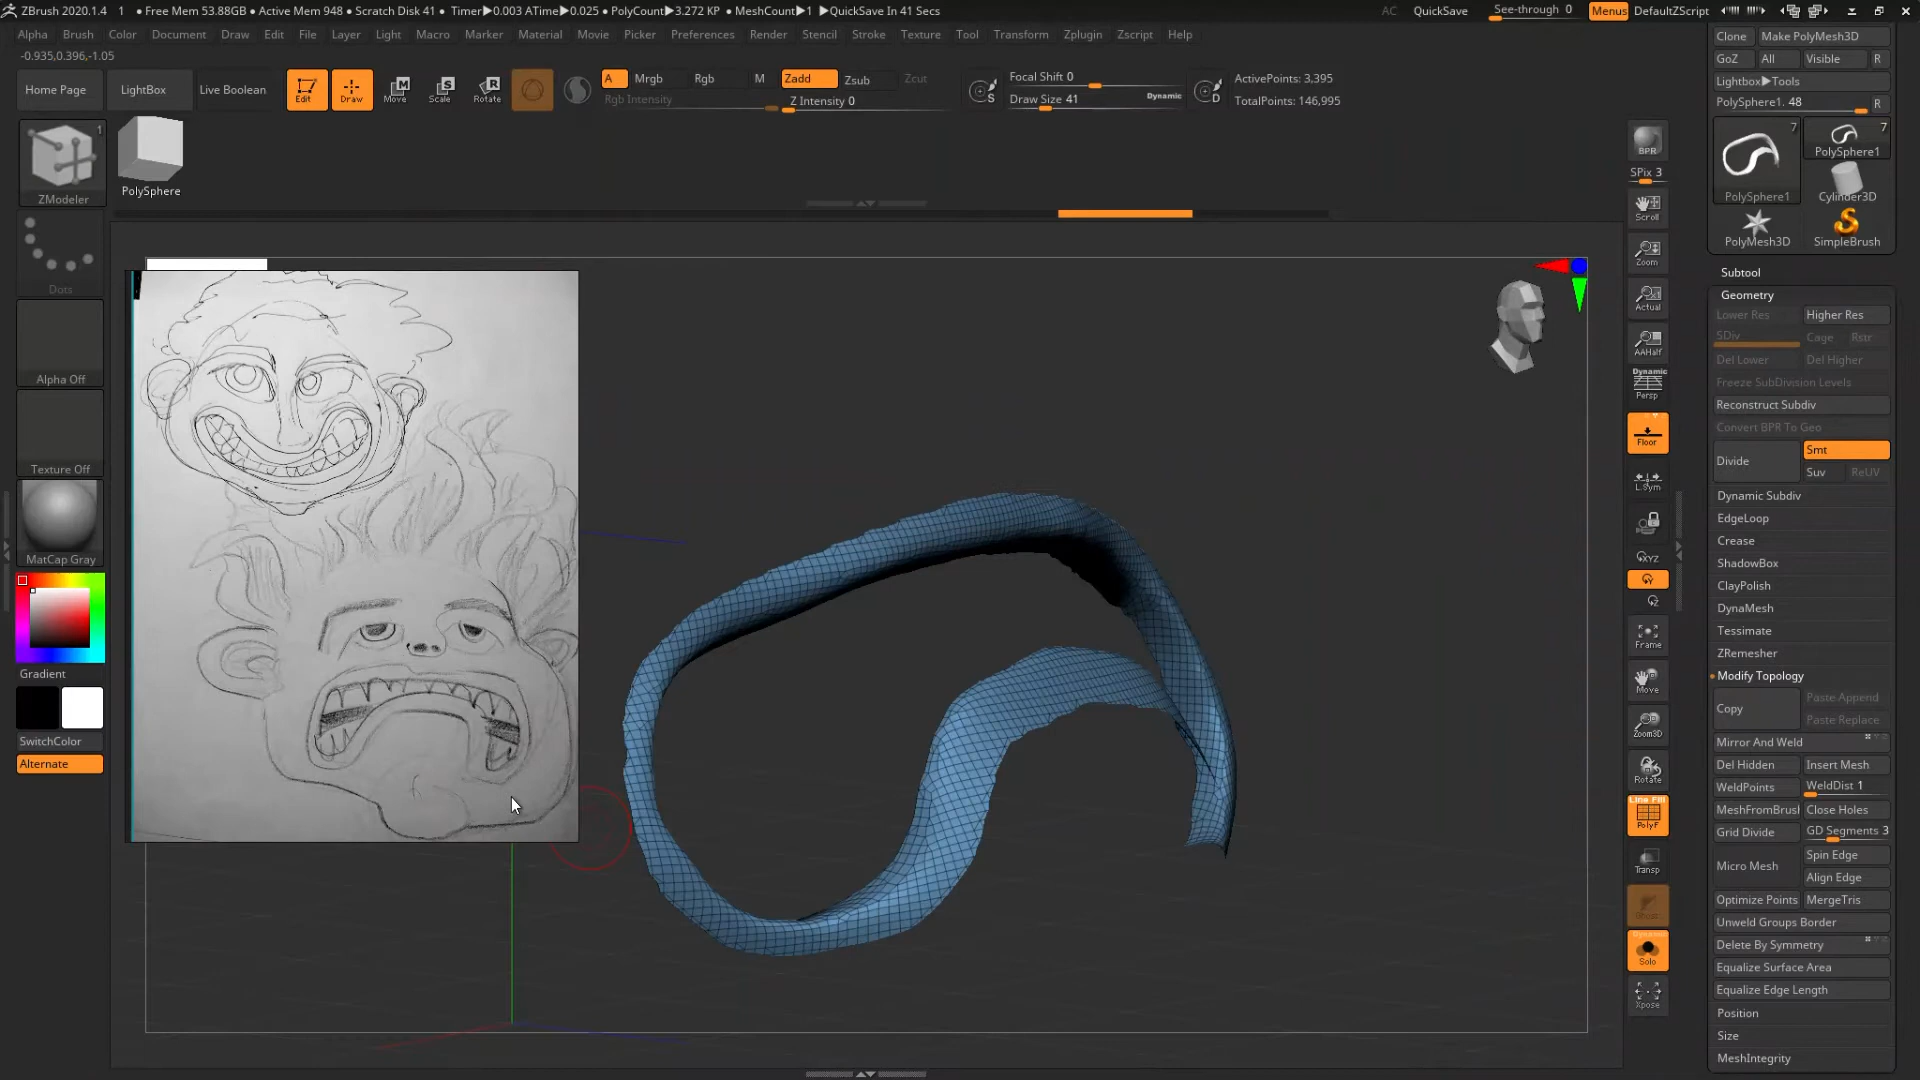 ZBrush 2020.1.4 1 • Free Mem 53.88GB • Active Mem 948 • Scratch Disk 41 • Timer▶0.003 ATime▶0.025 • PolyCount▶3.272 KP • MeshCount▶1 ▶QuickSave In 41 Secs AC QuickSave See-through 0 Menus DefaultZScript
Alpha Brush Color Document Draw Edit File Layer Light Macro Marker Material Movie Picker Preferences Render Stencil Stroke Texture Tool Transform Zplugin Zscript Help
-0.935,0.396,-1.05
Home Page LightBox Live Boolean Edit Draw Move Scale Rotate
A Mrgb Rgb M Zadd Zsub Zcut
Rgb Intensity Z Intensity 0
Focal Shift 0
Draw Size 41 Dynamic
S D
ActivePoints: 3,395
TotalPoints: 146,995
1
ZModeler
PolySphere
Dots
Alpha Off
Texture Off
MatCap Gray
Gradient
SwitchColor
Alternate
BPR
SPix 3
Scroll
Zoom
Actual
AAHalf
Dynamic
Persp
Floor
L.Sym
XYZ
Y
Z
Frame
Move
Zoom3D
Rotate
Line Fill
PolyF
Transp
Ghost
Dynamic
Solo
Xpose
Clone Make PolyMesh3D
GoZ All Visible R
Lightbox▶Tools
PolySphere1. 48 R
7 7
PolySphere1
PolySphere1 Cylinder3D
PolyMesh3D SimpleBrush
Subtool
Geometry
Lower Res Higher Res
SDiv Cage Rstr
Del Lower Del Higher
Freeze SubDivision Levels
Reconstruct Subdiv
Convert BPR To Geo
Divide Smt
Suv ReUV
Dynamic Subdiv
EdgeLoop
Crease
ShadowBox
ClayPolish
DynaMesh
Tessimate
ZRemesher
Modify Topology
Copy Paste Append
Paste Replace
Mirror And Weld
Del Hidden Insert Mesh
WeldPoints WeldDist 1
MeshFromBrus Close Holes
Grid Divide GD Segments 3
Micro Mesh Spin Edge
Align Edge
Optimize Points MergeTris
Unweld Groups Border
Delete By Symmetry
Equalize Surface Area
Equalize Edge Length
Position
Size
MeshIntegrity